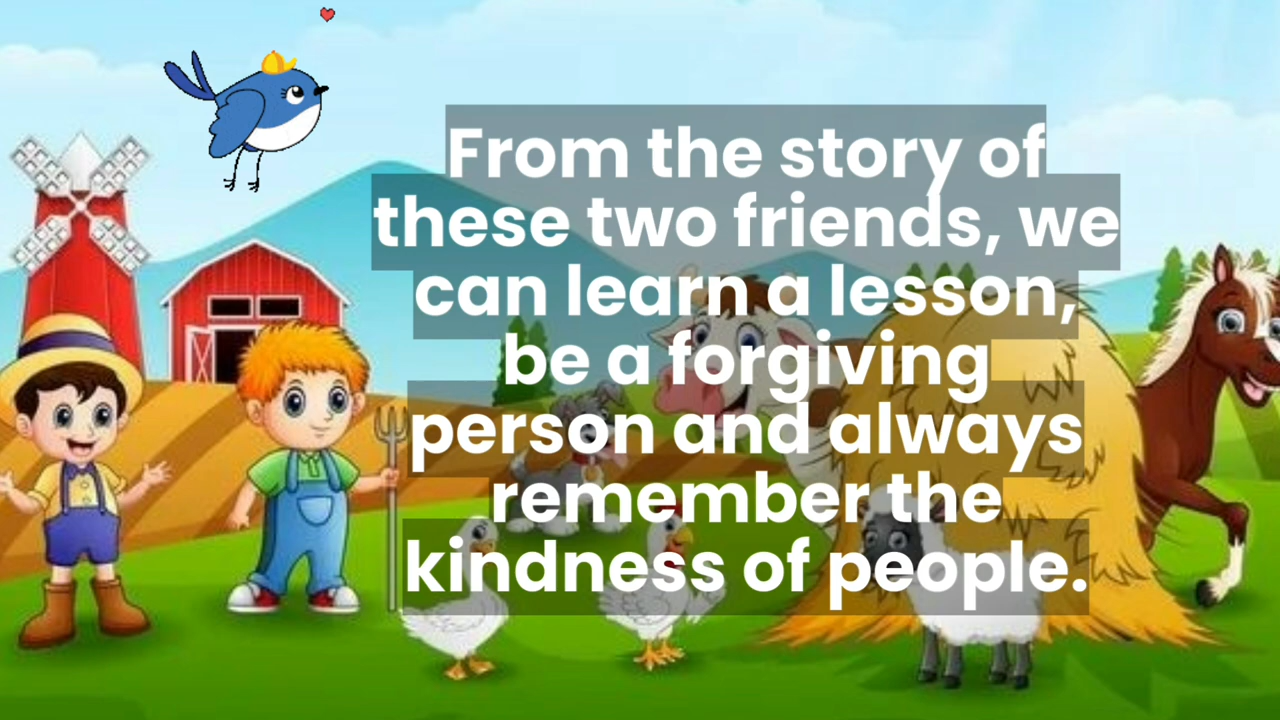 From the story of
these two friends, we
can learn a lesson,
be a forgiving
person and always
remember the
kindness of people.